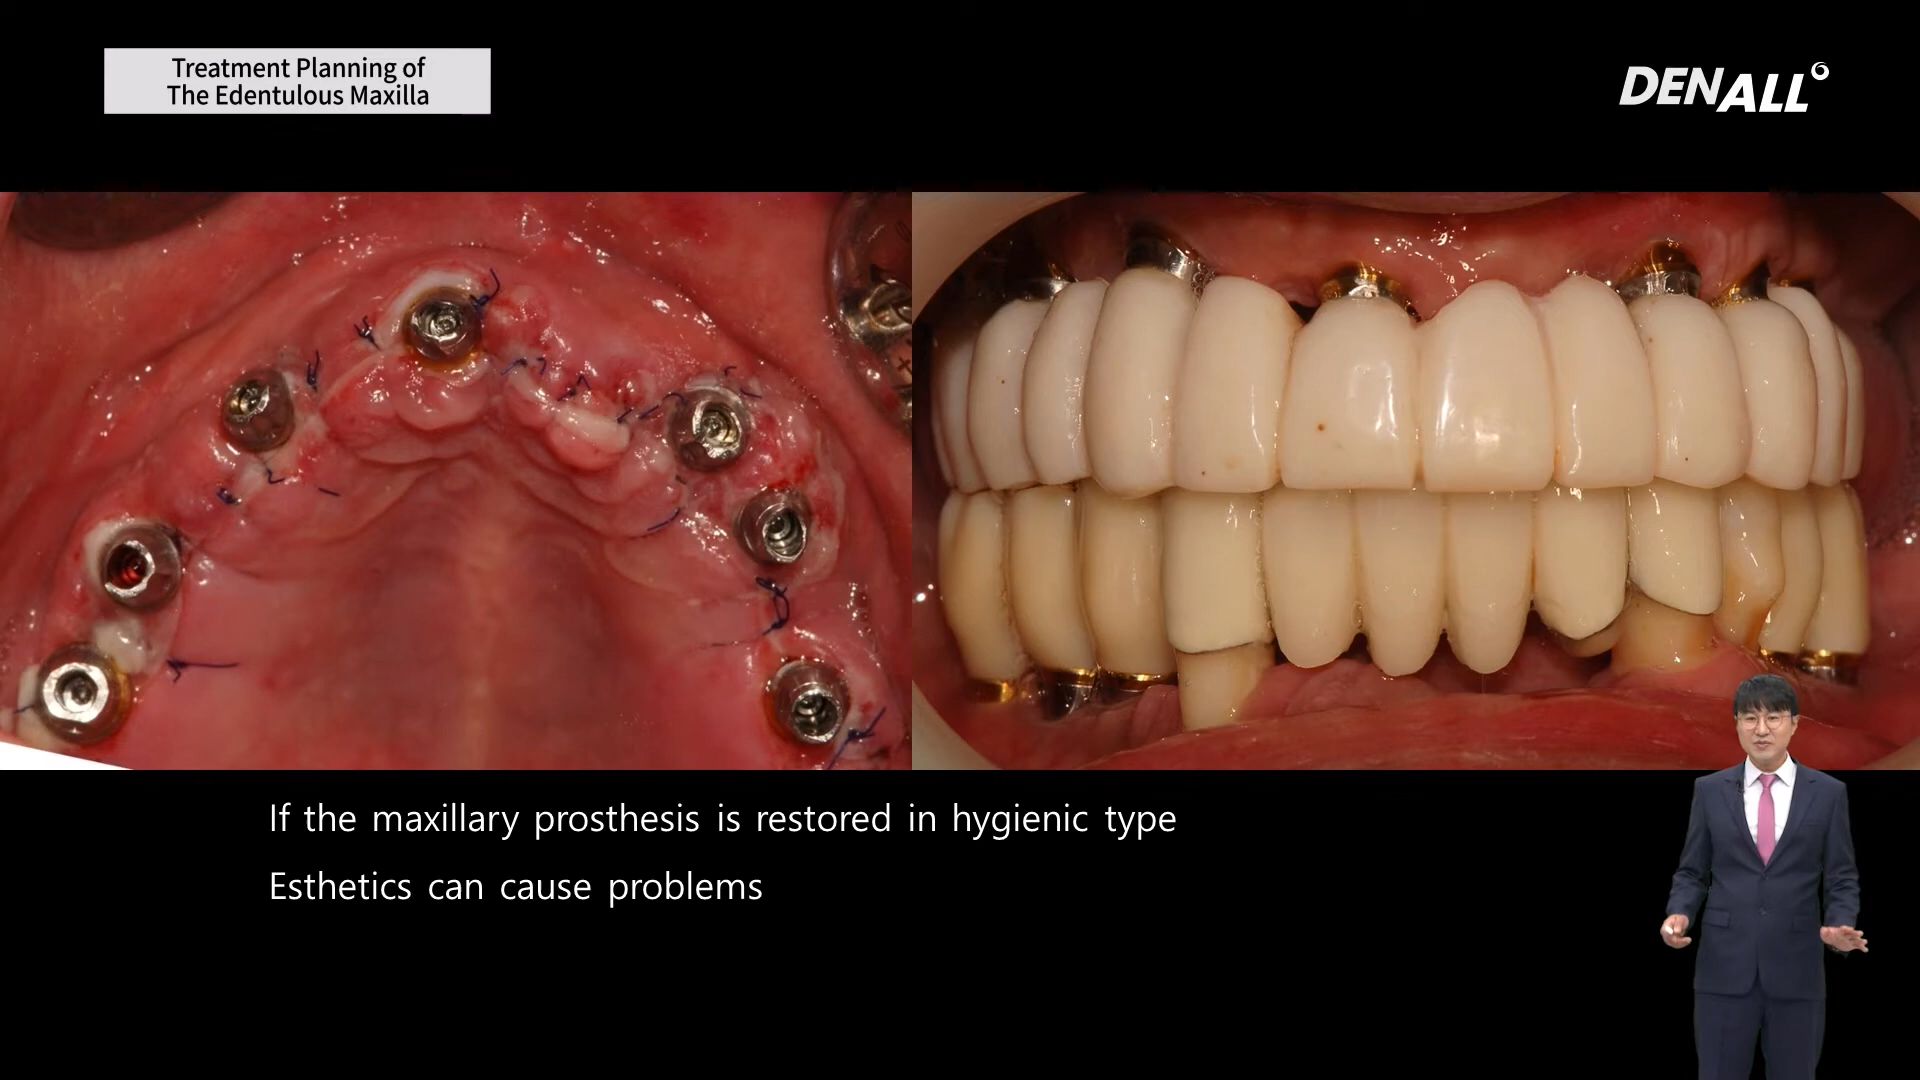 Treatment Planning of
The Edentulous Maxilla
DENALL
If the maxillary prosthesis is restored in hygienic type
Esthetics can cause problems